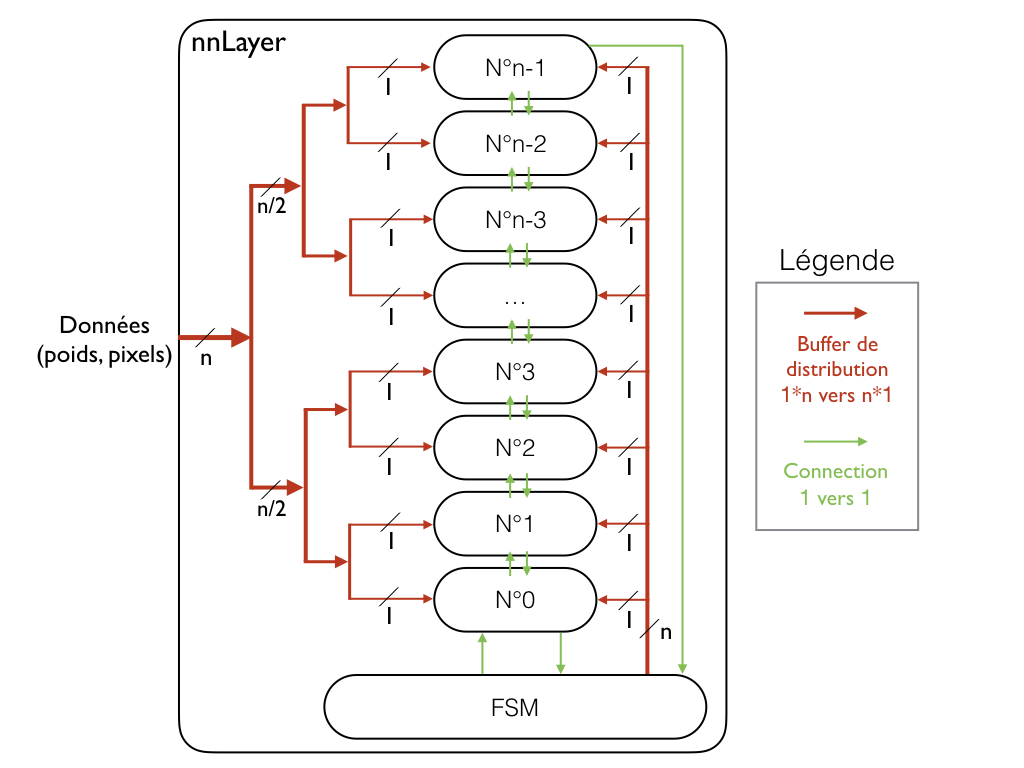 nnLayer
N°n-1
l
l
N°n-2
l
l
n/2
N°n-3
l
l
...
l
l
Données
(poids, pixels)
n
N°3
l
l
N°2
l
l
n/2
N°1
l
l
N°0
l
l
n
FSM
Légende
Buffer de
distribution
1*n vers n*1
Connection
1 vers 1